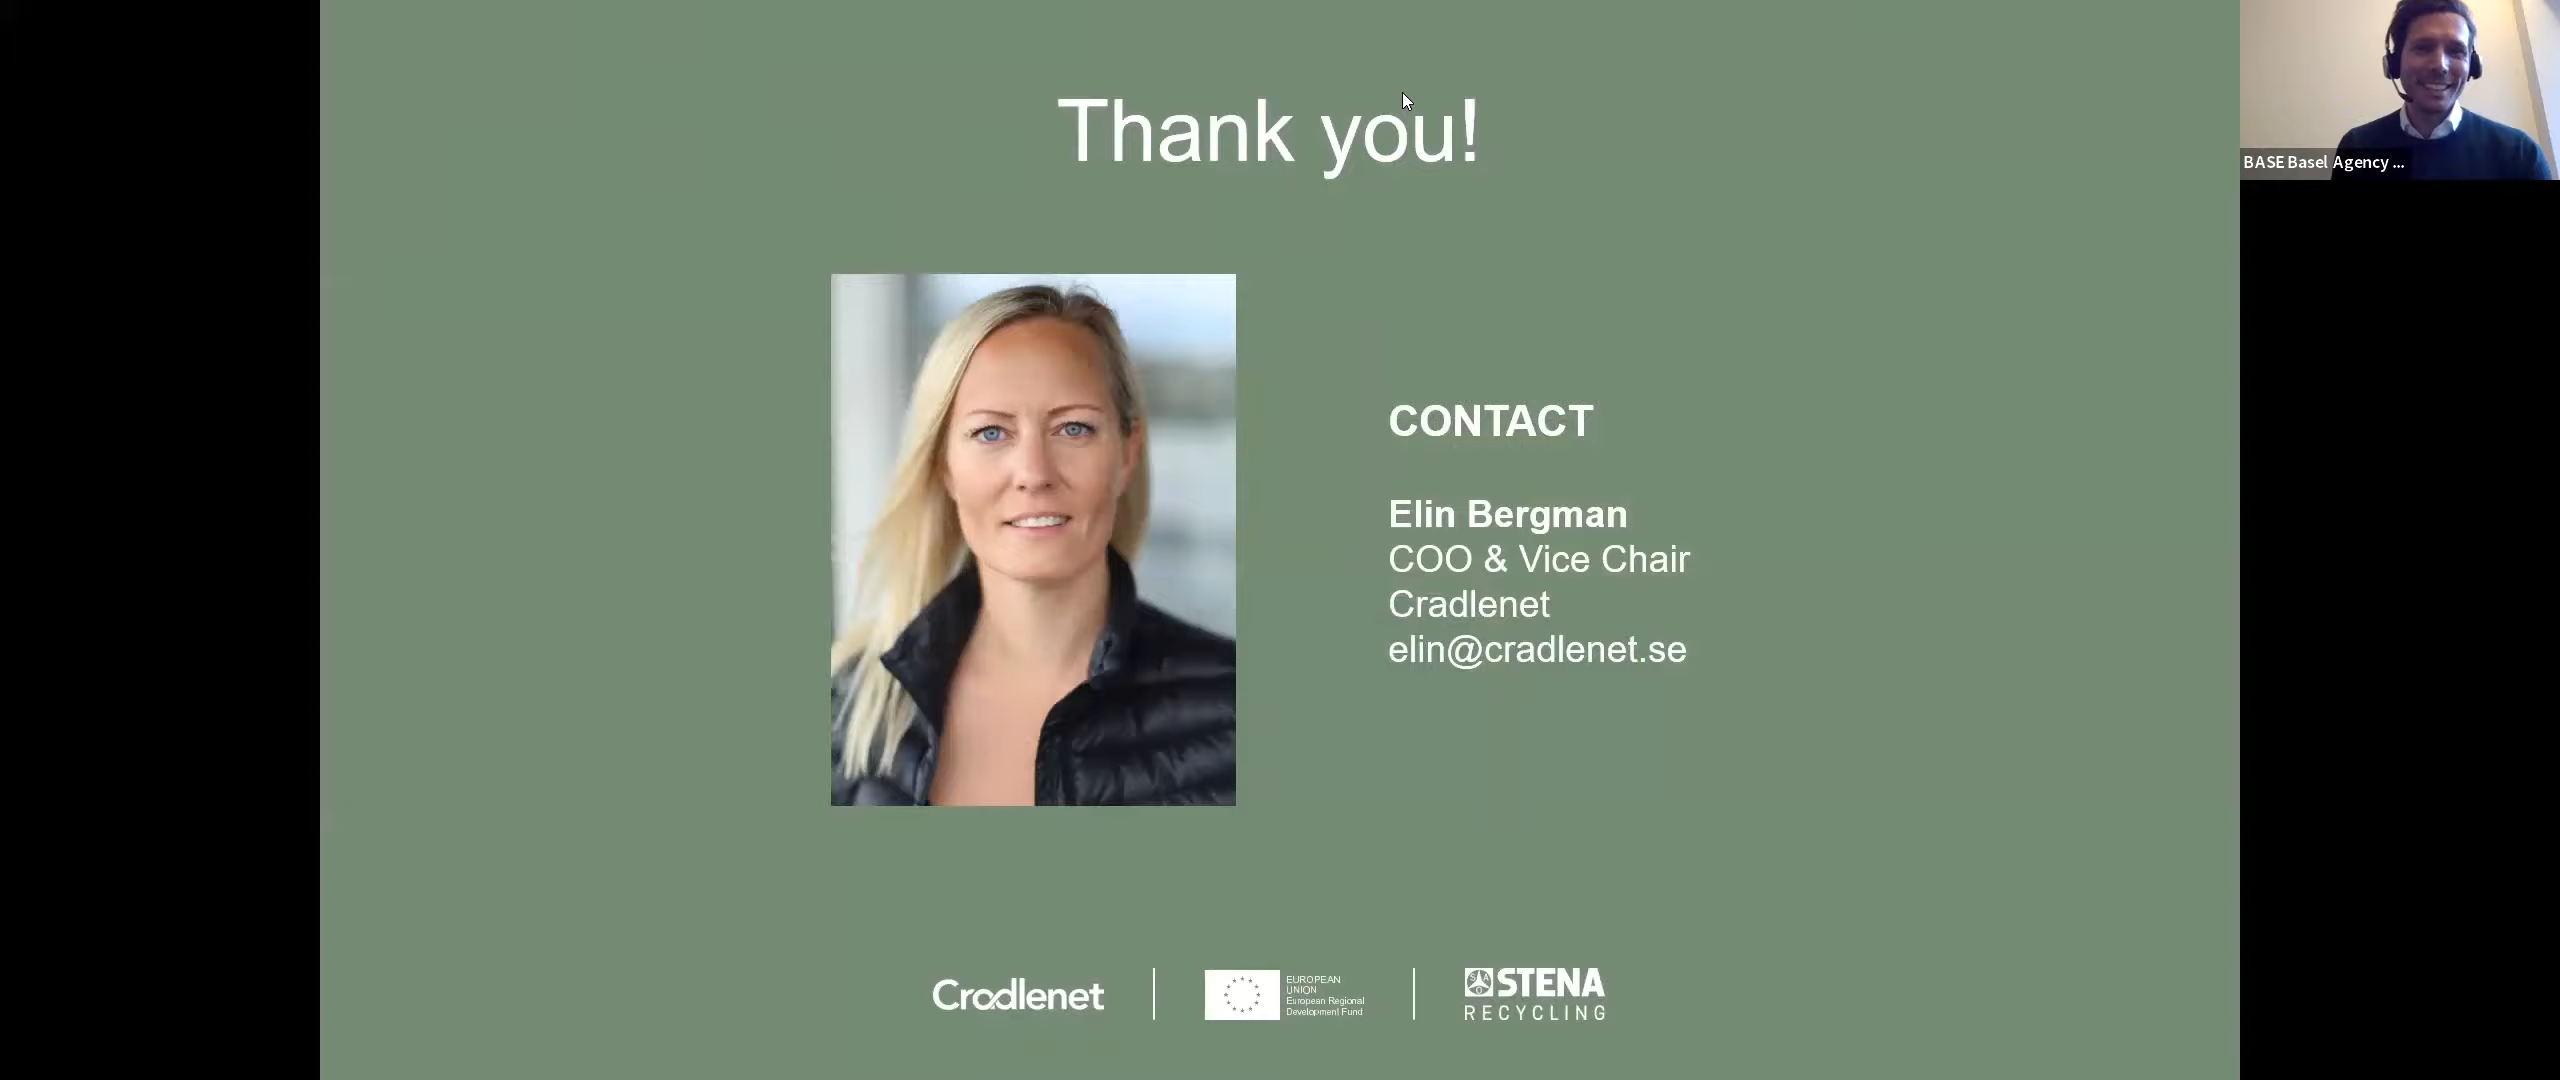 Thank you!
BASE Basel Agency ...
CONTACT
Elin Bergman
COO & Vice Chair
Cradlenet
elin@cradlenet.se
Cradlenet
EUROPEAN
UNION
European Regional
Development Fund
STENA
RECYCLING